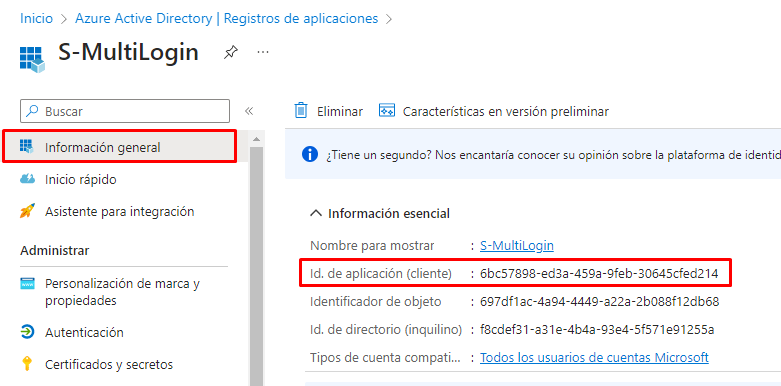 Inicio > Azure Active Directory | Registros de aplicaciones >
S-MultiLogin
Buscar
Información general
Inicio rápido
Asistente para integración
Administrar
Personalización de marca y
propiedades
Autenticación
Certificados y secretos
Eliminar Características en versión preliminar
¿Tiene un segundo? Nos encantaría conocer su opinión sobre la plataforma de identid
Información esencial
Nombre para mostrar : S-MultiLogin
Id. de aplicación (cliente) : 6bc57898-ed3a-459a-9feb-30645cfed214
Identificador de objeto : 697df1ac-4a94-4449-a22a-2b088f12db68
Id. de directorio (inquilino) : f8cdef31-a31e-4b4a-93e4-5f571e91255a
Tipos de cuenta compati... : Todos los usuarios de cuentas Microsoft